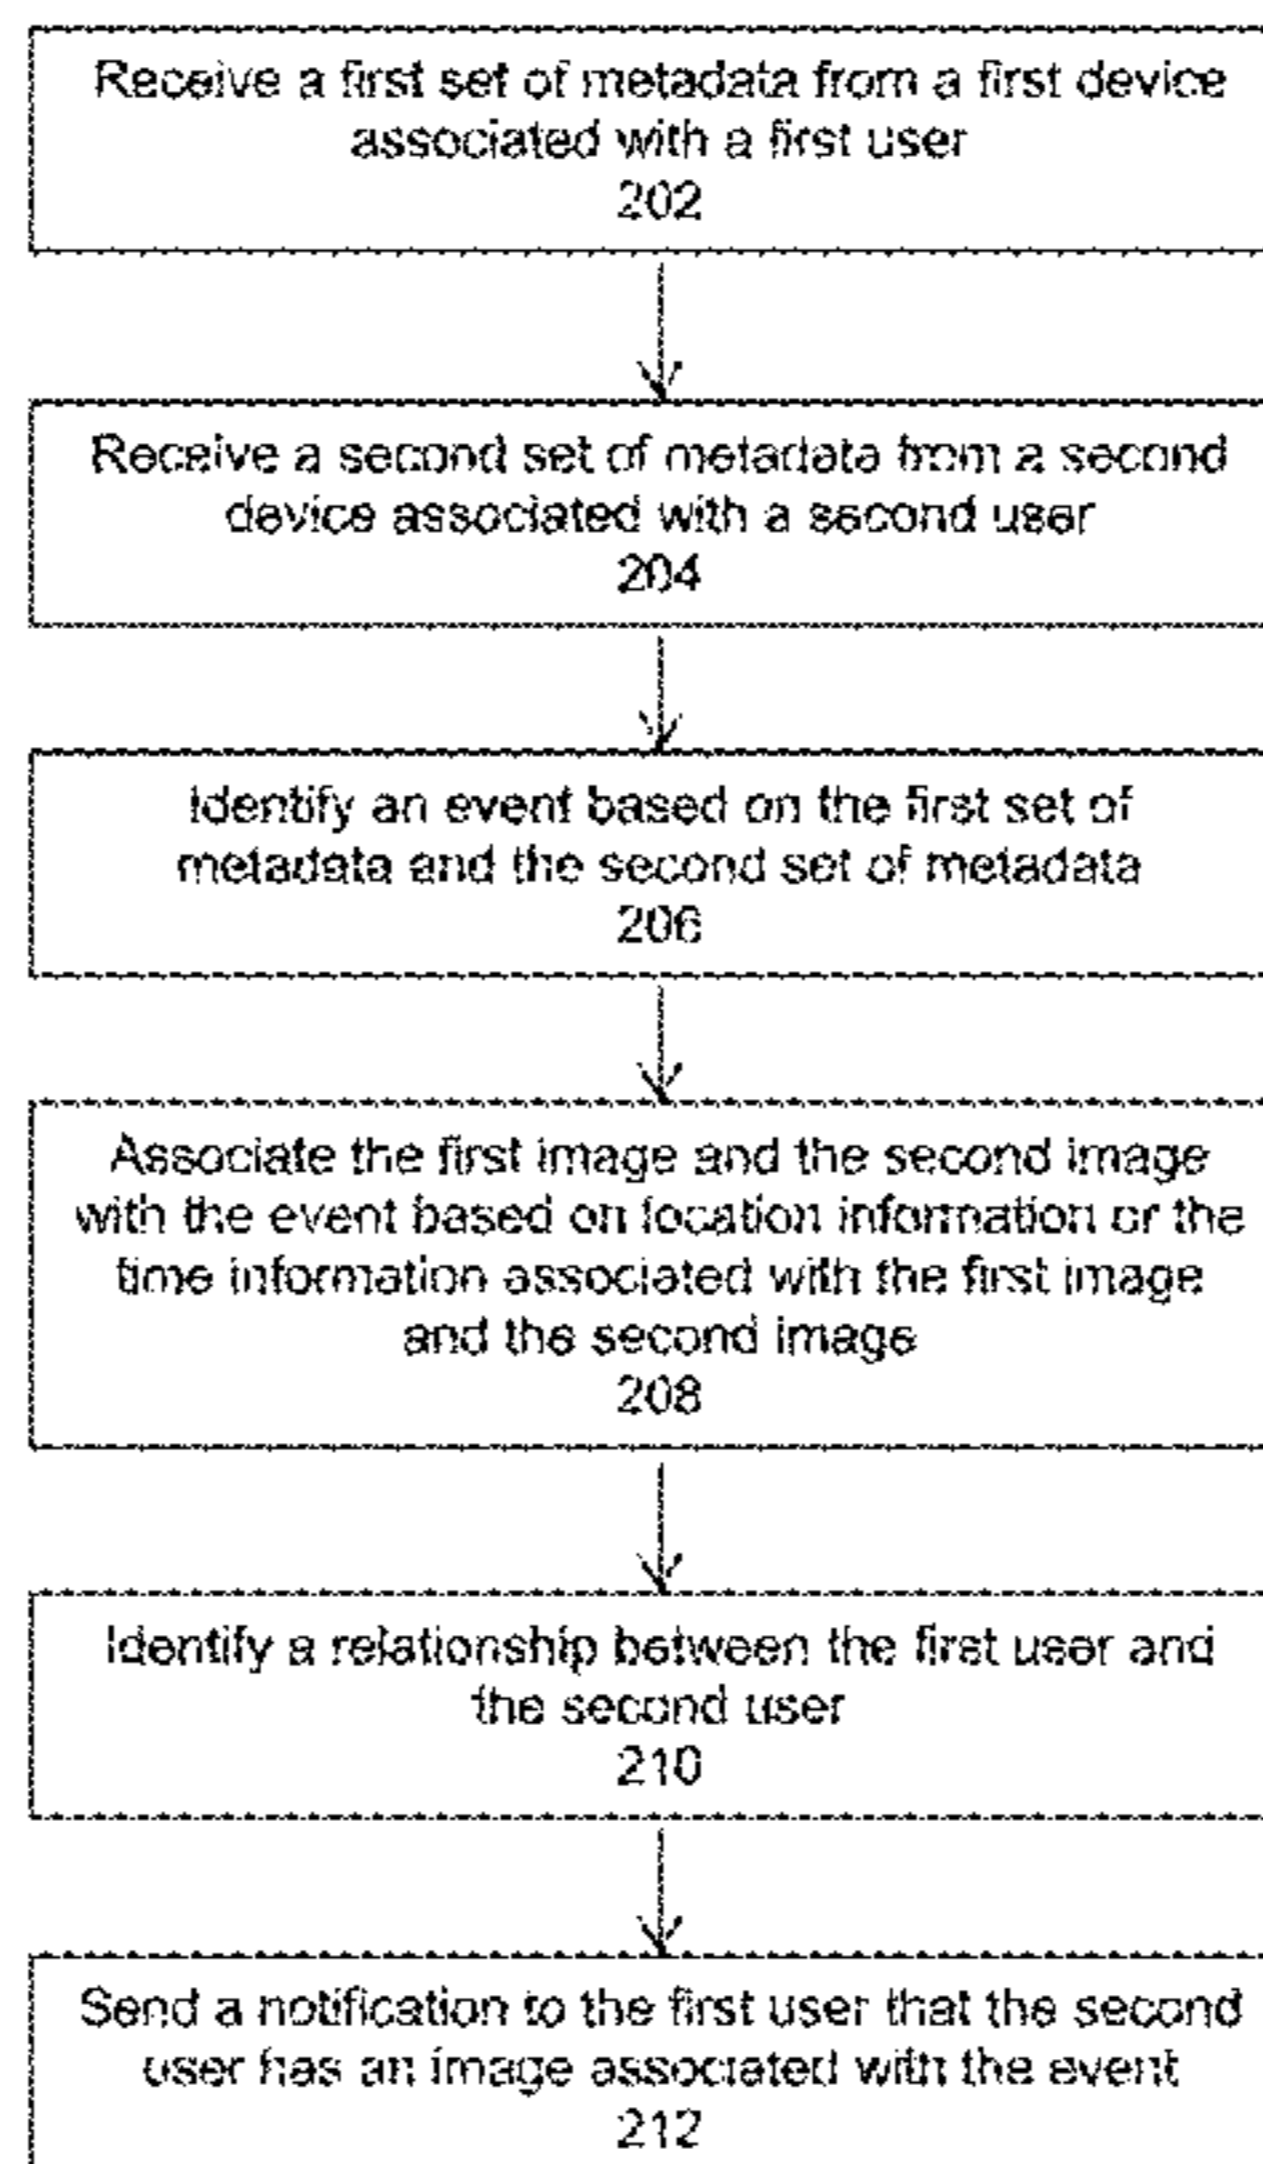 Receive a first set of metadata from a first device
associated with a first user
202
Receive a second set of metadata from a second
device associated with a second user
204
Identify an event based on the first set of
metadata and the second set of metadata
206
Associate the first image and the second image
with the event based on location information or the
time information associated with the first image
and the second image
208
Identify a relationship between the first user and
the second user
210
Send a notification to the first user that the second
user has an image associated with the event
212